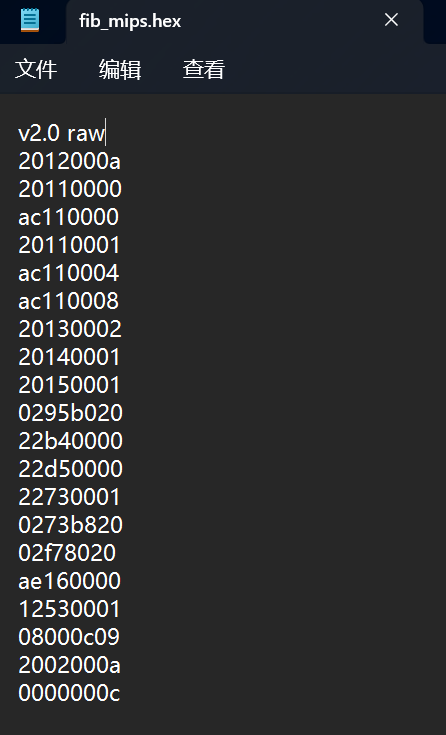 fib_mips.hex
文件 编辑 查看
v2.0 raw
2012000a
20110000
ac110000
20110001
ac110004
ac110008
20130002
20140001
20150001
0295b020
22b40000
22d50000
22730001
0273b820
02f78020
ae160000
12530001
08000c09
2002000a
0000000c